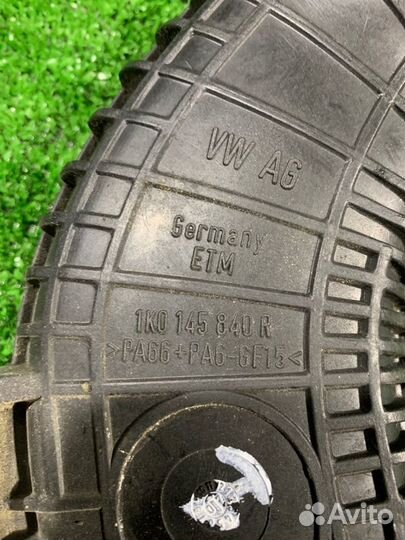 VW AG
Germany
ETM
1K0 145 840 R
>PA66+PA6-GF15<
Avito